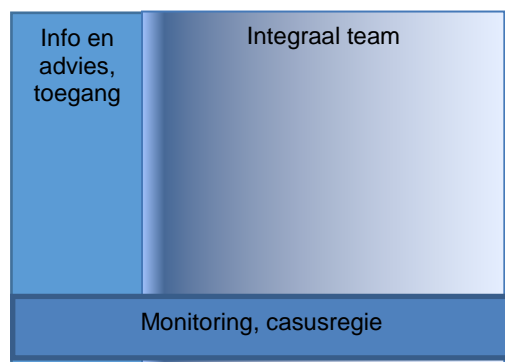 Info en
advies,
toegang
Integraal team
Monitoring, casusregie